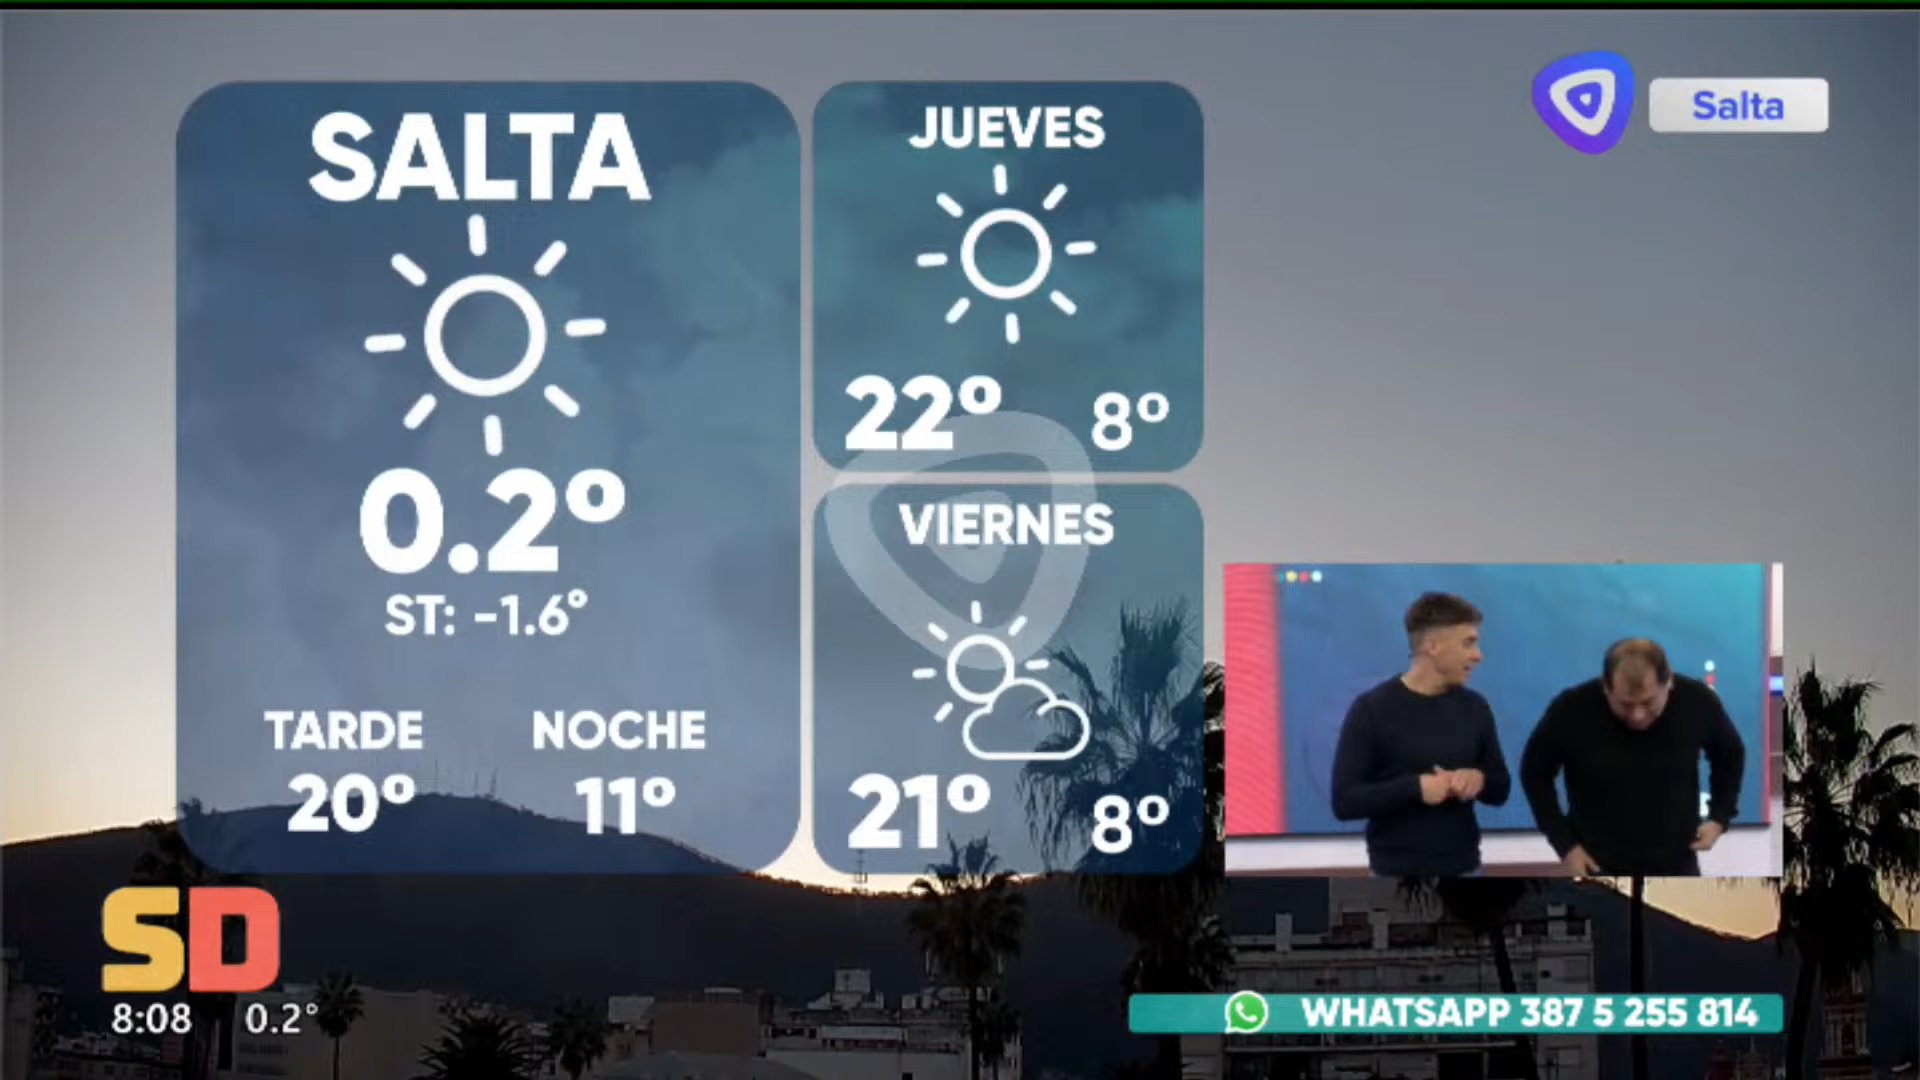 SALTA
0.2°
ST: -1.6°
TARDE NOCHE
20° 11°
JUEVES
22° 8°
VIERNES
21° 8°
Salta
SD
8:08 0.2°
WHATSAPP 387 5 255 814